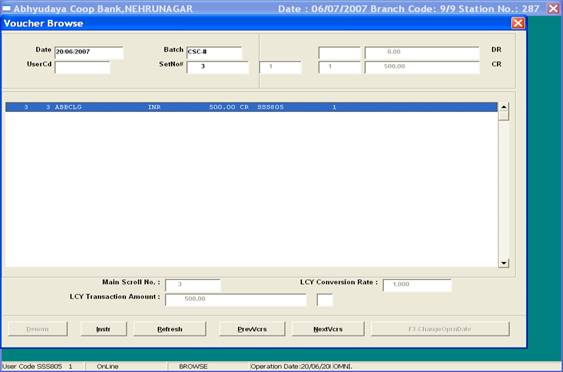 Abhyudaya Coop Bank,NEHRUNAGAR Date : 06/07/2007 Branch Code: 9/9 Station No.: 287
Voucher Browse
Date 20/06/2007 Batch CSC-II 0.00 DR
UserCd SetNo# 3 1 1 500.00 CR
3 3 ABBCLG INR 500.00 CR SSS805 1
Main Scroll No. : 3 LCY Conversion Rate : 1.000
LCY Transaction Amount : 500.00
Denom Instr Refresh PrevVcrs NextVcrs F3 ChangeOprnDate
User Code SSS805 1 OnLine BROWSE Operation Date:20/06/20 OMNI.